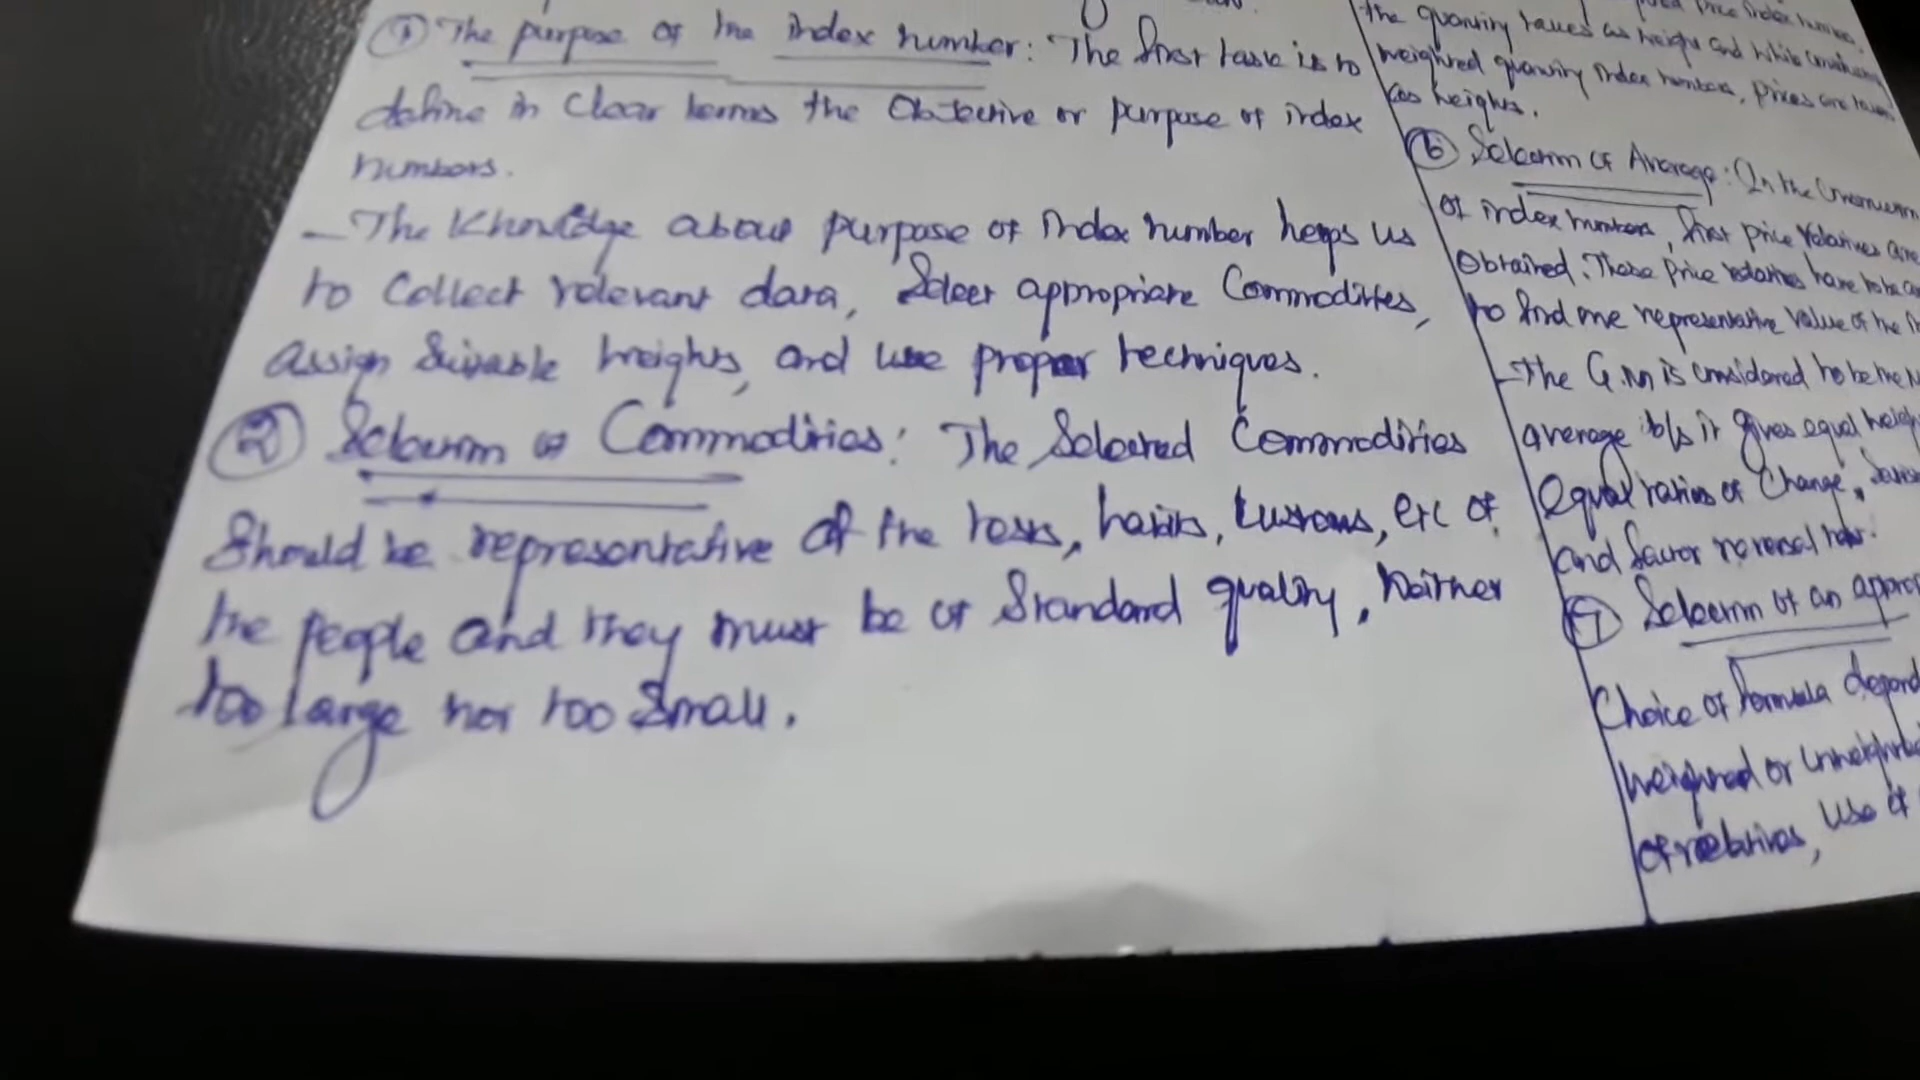 ① The purpose of the index number: The first task is to
define in Clear terms the Objective or purpose of index
numbers.
– The Knowldge about purpose of index number helps us
to Collect relevant data, Select appropriate Commodities,
assign Suitable weights, and use proper techniques.
② Selection of Commodities: The Selected Commodities
Should be representative of the habits, customs, etc of
the people and they must be of Standard quality, Neither
too large nor too Small.
the quantity taken as weight and while
weighted quantity index numbers, prices are taken
as weights.
⑥ Selection of Average: In the
of index numbers, first price relatives are
Obtained. These price relatives have to be
to find one representative value of the
– The G.M is considered to be the
average b/s it gives equal weight
Equal ratios of Change,
and favor
⑦ Selection of an
Choice of formula depend
weighted or
of relatives, use of